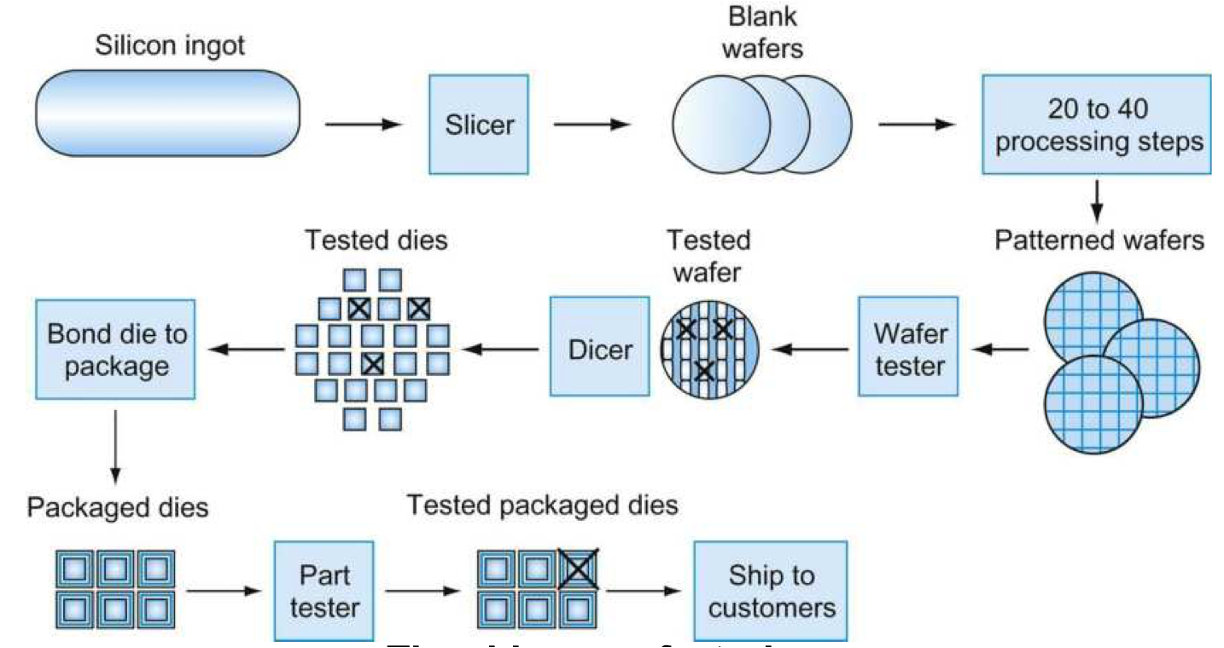 Silicon ingot
Slicer
Blank
wafers
20 to 40
processing steps
Tested dies
Tested
wafer
Patterned wafers
Bond die to
package
Dicer
Wafer
tester
Packaged dies
Tested packaged dies
Part
tester
Ship to
customers